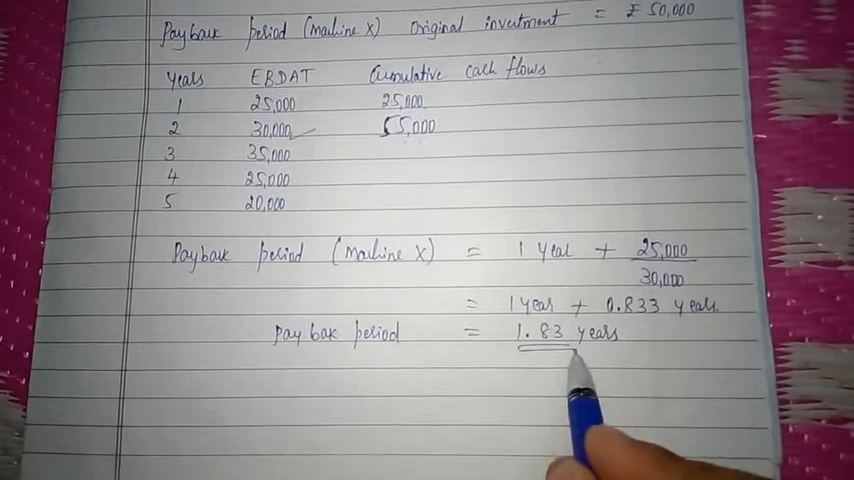 Payback period (machine X) Original investment = ₹ 50,000
Years EBDAT Cumulative cash flows
1 25,000 25,000
2 30,000 55,000
3 35,000
4 25,000
5 20,000
Payback period (machine X) = 1 year + 25,000
30,000
= 1 year + 0.833 years
Payback period = 1.83 years